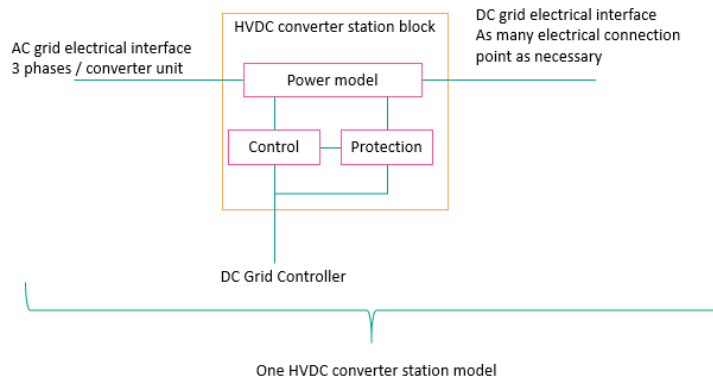 HVDC converter station block
DC grid electrical interface
As many electrical connection
point as necessary
AC grid electrical interface
3 phases / converter unit
Power model
Control
Protection
DC Grid Controller
One HVDC converter station model